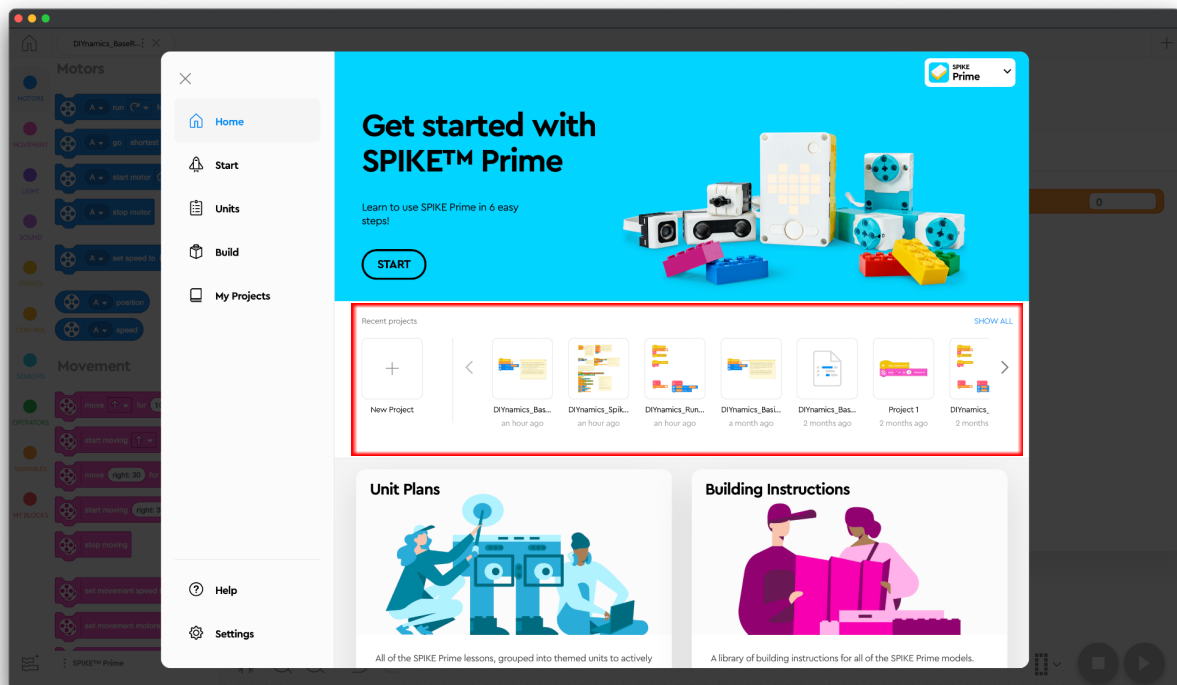 DIYnamics_BaseR...
Motors
MOTORS
A run
MOVEMENT
A go shortest
LIGHT
A start motor
A stop motor
SOUND
A set speed to
A position
CONTROL
A speed
SENSORS
Movement
OPERATORS
move for 10
start moving
VARIABLES
move right: 30 for
MY BLOCKS
start moving right: 3
stop moving
set movement speed
set movement motors
SPIKE™ Prime
0
Home
Start
Units
Build
My Projects
Help
Settings
SPIKE
Prime
Get started with
SPIKE™ Prime
Learn to use SPIKE Prime in 6 easy
steps!
START
Recent projects
SHOW ALL
New Project
DIYnamics_Bas...
an hour ago
DIYnamics_Spik...
an hour ago
DIYnamics_Run...
an hour ago
DIYnamics_Basi...
a month ago
DIYnamics_Bas...
2 months ago
Project 1
2 months ago
DIYnamics_
2 months
Unit Plans
All of the SPIKE Prime lessons, grouped into themed units to actively
Building Instructions
A library of building instructions for all of the SPIKE Prime models.